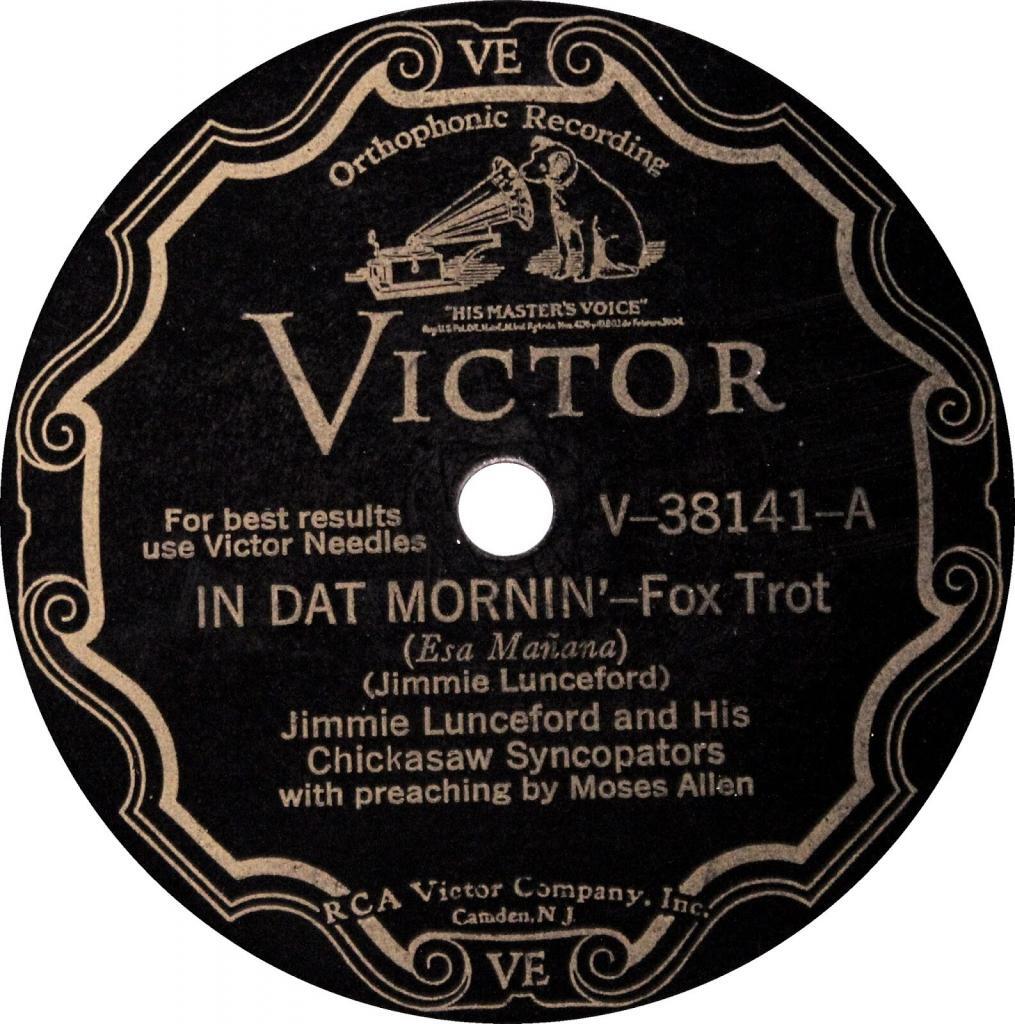 VE
Orthophonic Recording
"HIS MASTER'S VOICE"
VICTOR
For best results
use Victor Needles
V–38141–A
IN DAT MORNIN'–Fox Trot
(Esa Mañana)
(Jimmie Lunceford)
Jimmie Lunceford and His
Chickasaw Syncopators
with preaching by Moses Allen
RCA Victor Company, Inc.
Camden, N J
VE